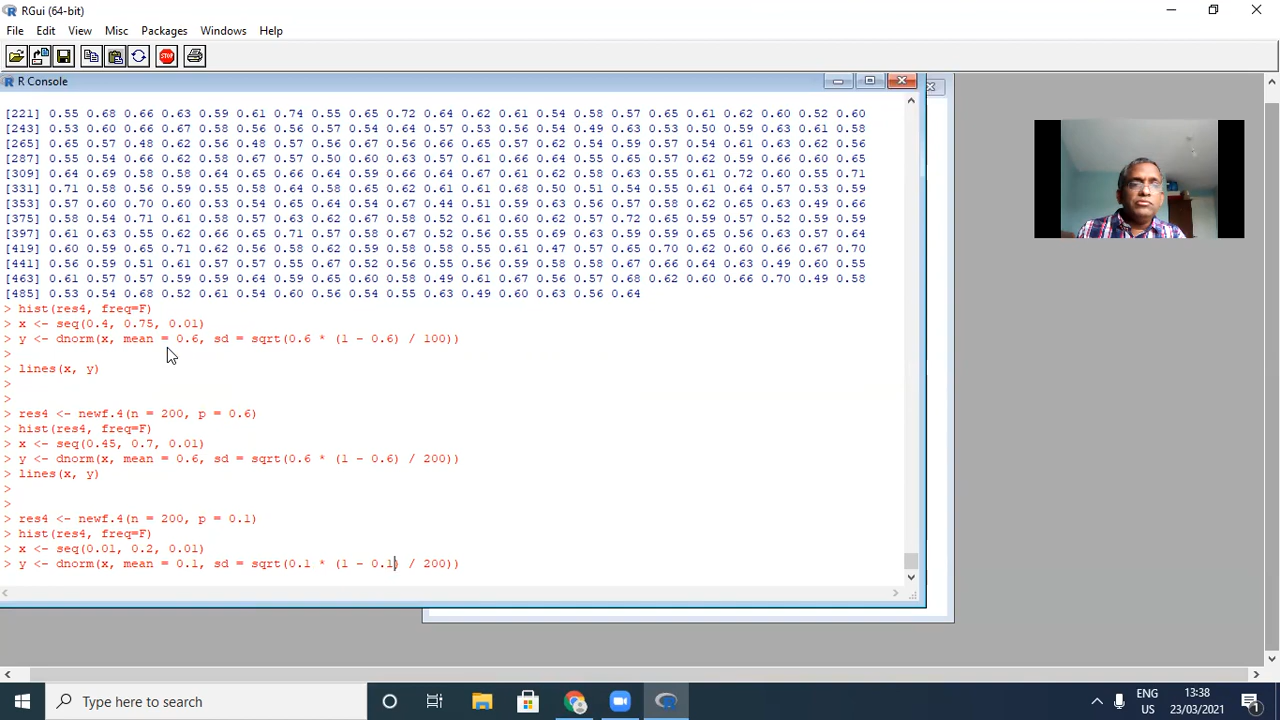 RGui (64-bit)
File Edit View Misc Packages Windows Help
R Console
[221] 0.55 0.68 0.66 0.63 0.59 0.61 0.74 0.55 0.65 0.72 0.64 0.62 0.61 0.54 0.58 0.57 0.65 0.61 0.62 0.60 0.52 0.60
[243] 0.53 0.60 0.66 0.67 0.58 0.56 0.56 0.57 0.54 0.64 0.57 0.53 0.56 0.54 0.49 0.63 0.53 0.50 0.59 0.63 0.61 0.58
[265] 0.65 0.57 0.48 0.62 0.56 0.48 0.57 0.56 0.67 0.56 0.66 0.65 0.57 0.62 0.54 0.59 0.57 0.54 0.61 0.63 0.62 0.56
[287] 0.55 0.54 0.66 0.62 0.58 0.67 0.57 0.50 0.60 0.63 0.57 0.61 0.66 0.64 0.55 0.65 0.57 0.62 0.59 0.66 0.60 0.65
[309] 0.64 0.69 0.58 0.58 0.64 0.65 0.66 0.64 0.59 0.66 0.64 0.67 0.61 0.62 0.58 0.63 0.55 0.61 0.72 0.60 0.55 0.71
[331] 0.71 0.58 0.56 0.59 0.55 0.58 0.64 0.58 0.65 0.62 0.61 0.61 0.68 0.50 0.51 0.54 0.55 0.61 0.64 0.57 0.53 0.59
[353] 0.57 0.60 0.70 0.60 0.53 0.54 0.64 0.54 0.67 0.70 0.51 0.51 0.55 0.59 0.63 0.56 0.57 0.58 0.62 0.65 0.63 0.49 0.66
[375] 0.58 0.54 0.71 0.61 0.58 0.57 0.63 0.62 0.67 0.58 0.52 0.61 0.60 0.62 0.57 0.72 0.65 0.59 0.57 0.52 0.59 0.59
[397] 0.61 0.63 0.55 0.62 0.66 0.65 0.71 0.57 0.58 0.67 0.56 0.56 0.55 0.69 0.63 0.59 0.59 0.65 0.56 0.63 0.57 0.64
[419] 0.60 0.59 0.65 0.71 0.62 0.56 0.58 0.62 0.59 0.56 0.58 0.55 0.61 0.47 0.57 0.65 0.70 0.62 0.60 0.66 0.67 0.70
[441] 0.56 0.59 0.51 0.61 0.57 0.57 0.55 0.67 0.52 0.56 0.55 0.56 0.59 0.58 0.58 0.67 0.66 0.64 0.63 0.49 0.60 0.55
[463] 0.61 0.57 0.57 0.59 0.59 0.64 0.59 0.65 0.60 0.58 0.49 0.61 0.67 0.56 0.57 0.68 0.62 0.60 0.66 0.70 0.49 0.58
[485] 0.53 0.54 0.68 0.52 0.61 0.54 0.60 0.56 0.54 0.55 0.63 0.49 0.60 0.63 0.56 0.64
> hist(res4, freq=F)
> x <- seq(0.4, 0.75, 0.01)
> y <- dnorm(x, mean = 0.6, sd = sqrt(0.6 * (1 - 0.6) / 100))
>
> lines(x, y)
>
>
> res4 <- newf.4(n = 200, p = 0.6)
> hist(res4, freq=F)
> x <- seq(0.45, 0.7, 0.01)
> y <- dnorm(x, mean = 0.6, sd = sqrt(0.6 * (1 - 0.6) / 200))
> lines(x, y)
>
>
> res4 <- newf.4(n = 200, p = 0.1)
> hist(res4, freq=F)
> x <- seq(0.01, 0.2, 0.01)
> y <- dnorm(x, mean = 0.1, sd = sqrt(0.1 * (1 - 0.1) / 200))
Type here to search
ENG
US
13:38
23/03/2021